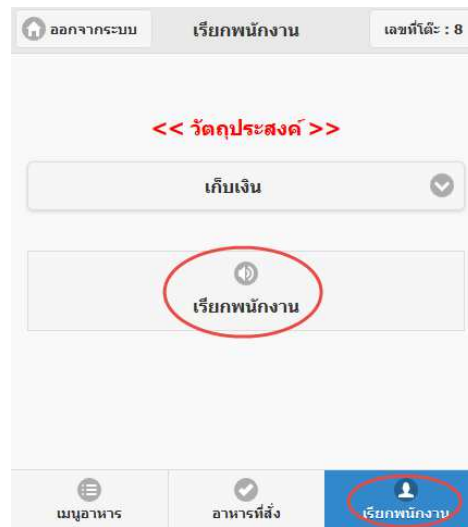 ออกจากระบบ เรียกพนักงาน เลขที่โต๊ะ : 8
<< วัตถุประสงค์ >>
เก็บเงิน
เรียกพนักงาน
เมนูอาหาร อาหารที่สั่ง เรียกพนักงาน